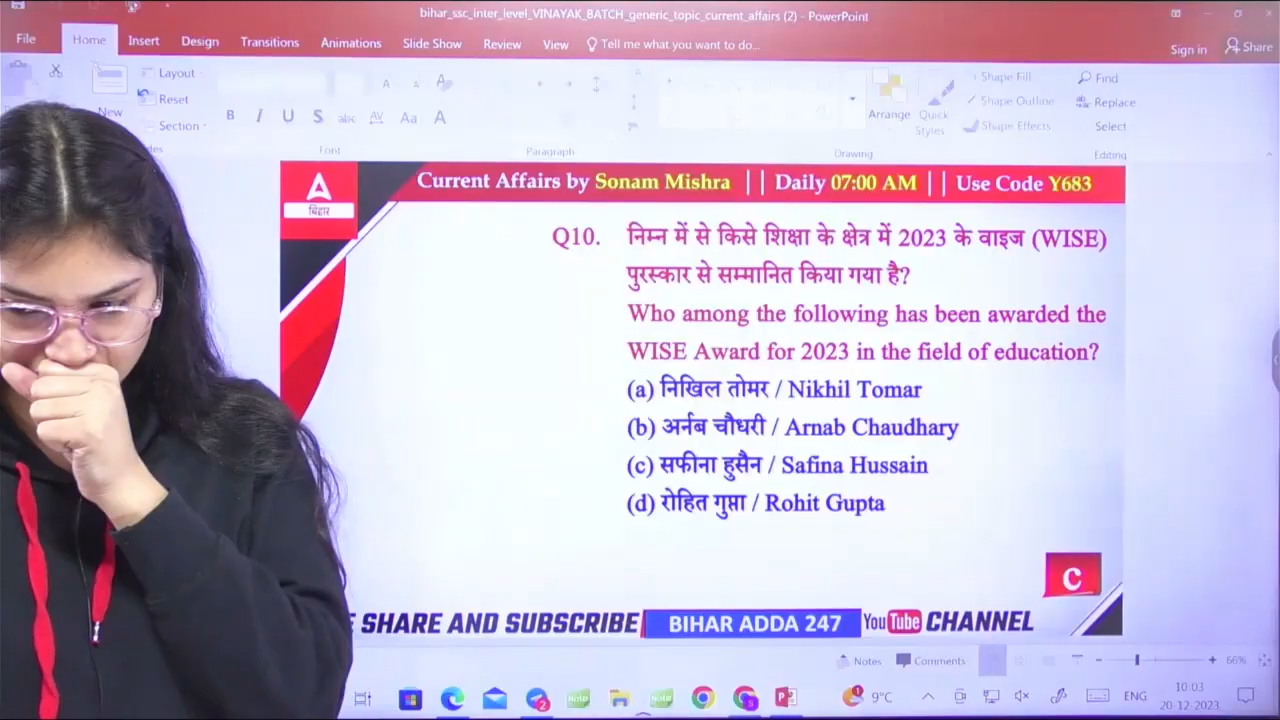 bihar_ssc_inter_level_VINAYAK_BATCH_generic_topic_current_affairs (2) - PowerPoint
File Home Insert Design Transitions Animations Slide Show Review View Tell me what you want to do... Sign in Share
Layout Shape Fill Find
Reset Shape Outline Replace
New Section Arrange Quick Styles Shape Effects Select
B I U S abc AV Aa A
Font Paragraph Drawing Editing
A
बिहार
Current Affairs by Sonam Mishra || Daily 07:00 AM || Use Code Y683
Q10. निम्न में से किसे शिक्षा के क्षेत्र में 2023 के वाइज (WISE)
पुरस्कार से सम्मानित किया गया है?
Who among the following has been awarded the
WISE Award for 2023 in the field of education?
(a) निखिल तोमर / Nikhil Tomar
(b) अर्नब चौधरी / Arnab Chaudhary
(c) सफीना हुसैन / Safina Hussain
(d) रोहित गुप्ता / Rohit Gupta
C
SHARE AND SUBSCRIBE BIHAR ADDA 247 YouTube CHANNEL
Notes Comments 66%
9°C ENG 10:03
20-12-2023